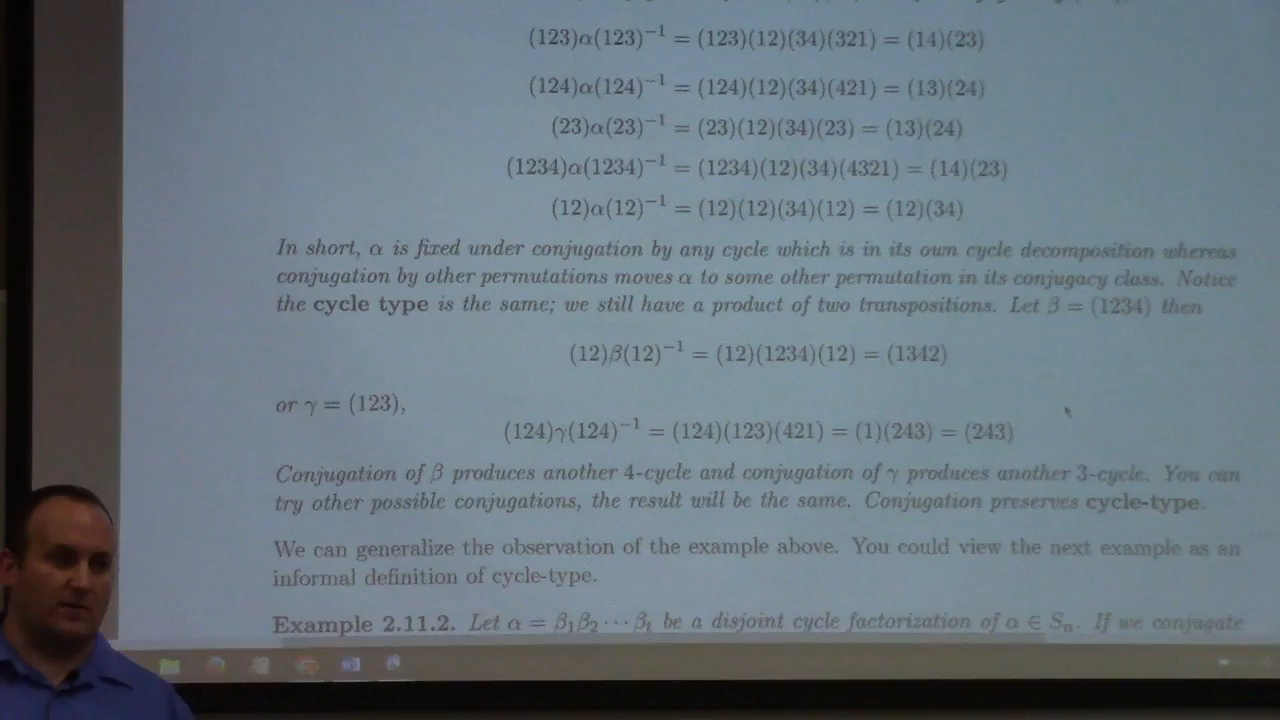 (123)α(123)⁻¹ = (123)(12)(34)(321) = (14)(23)
(124)α(124)⁻¹ = (124)(12)(34)(421) = (13)(24)
(23)α(23)⁻¹ = (23)(12)(34)(23) = (13)(24)
(1234)α(1234)⁻¹ = (1234)(12)(34)(4321) = (14)(23)
(12)α(12)⁻¹ = (12)(12)(34)(12) = (12)(34)
In short, α is fixed under conjugation by any cycle which is in its own cycle decomposition whereas
conjugation by other permutations moves α to some other permutation in its conjugacy class. Notice
the cycle type is the same; we still have a product of two transpositions. Let β = (1234) then
(12)β(12)⁻¹ = (12)(1234)(12) = (1342)
or γ = (123),
(124)γ(124)⁻¹ = (124)(123)(421) = (1)(243) = (243)
Conjugation of β produces another 4-cycle and conjugation of γ produces another 3-cycle. You can
try other possible conjugations, the result will be the same. Conjugation preserves cycle-type.
We can generalize the observation of the example above. You could view the next example as an
informal definition of cycle-type.
Example 2.11.2. Let α = β₁β₂ ⋯ βₜ be a disjoint cycle factorization of α ∈ Sₙ. If we conjugate